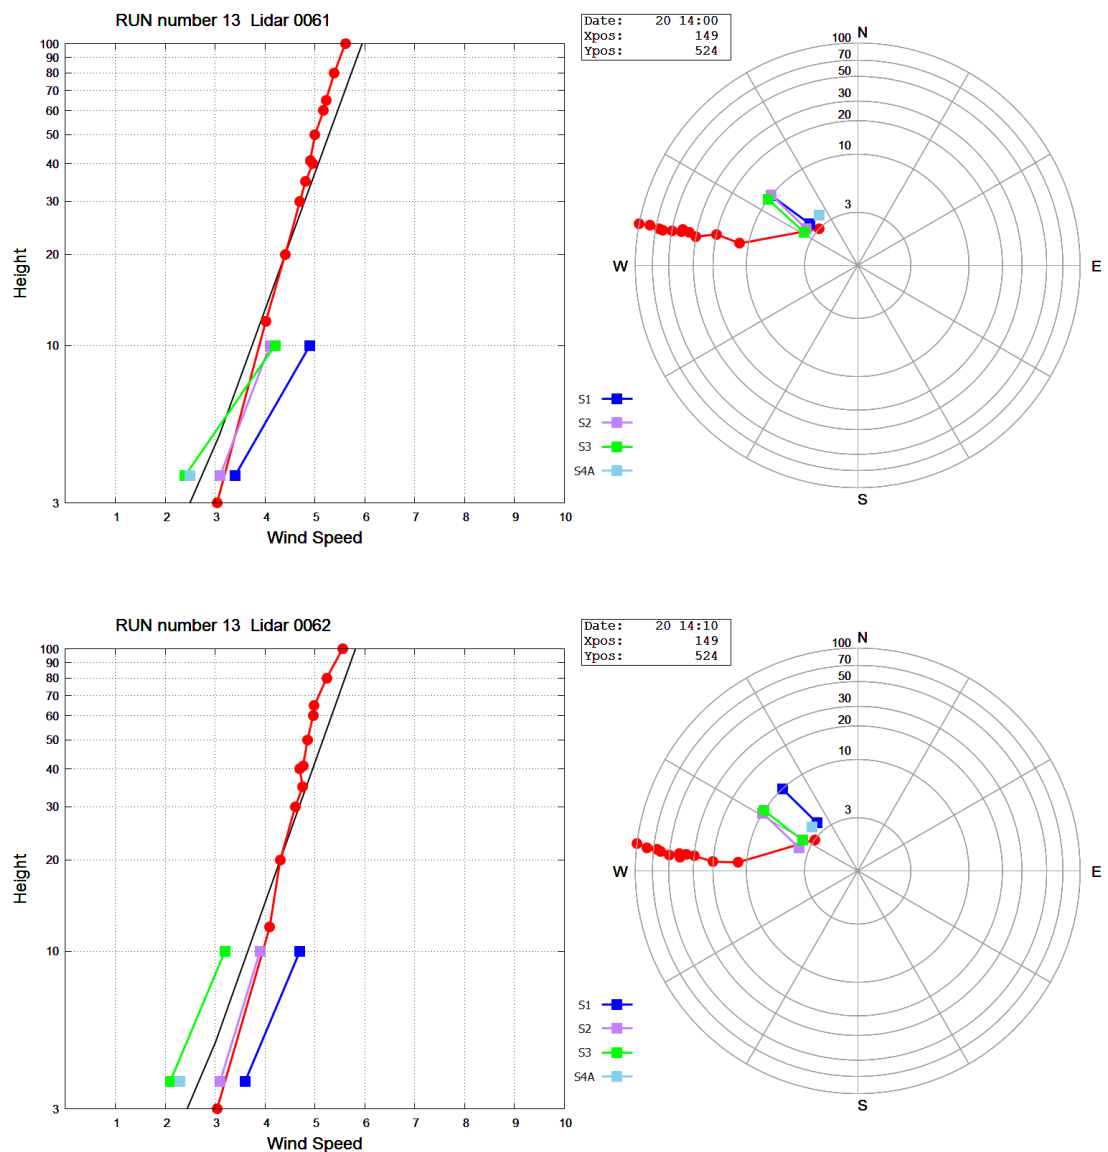 RUN number 13 Lidar 0061
100
90
80
70
60
50
40
30
20
10
3
Height
1 2 3 4 5 6 7 8 9 10
Wind Speed
Date: 20 14:00
Xpos: 149
Ypos: 524
N
100
70
50
30
20
10
3
W
E
S
S1
S2
S3
S4A
RUN number 13 Lidar 0062
100
90
80
70
60
50
40
30
20
10
3
Height
1 2 3 4 5 6 7 8 9 10
Wind Speed
Date: 20 14:10
Xpos: 149
Ypos: 524
N
100
70
50
30
20
10
3
W
E
S
S1
S2
S3
S4A